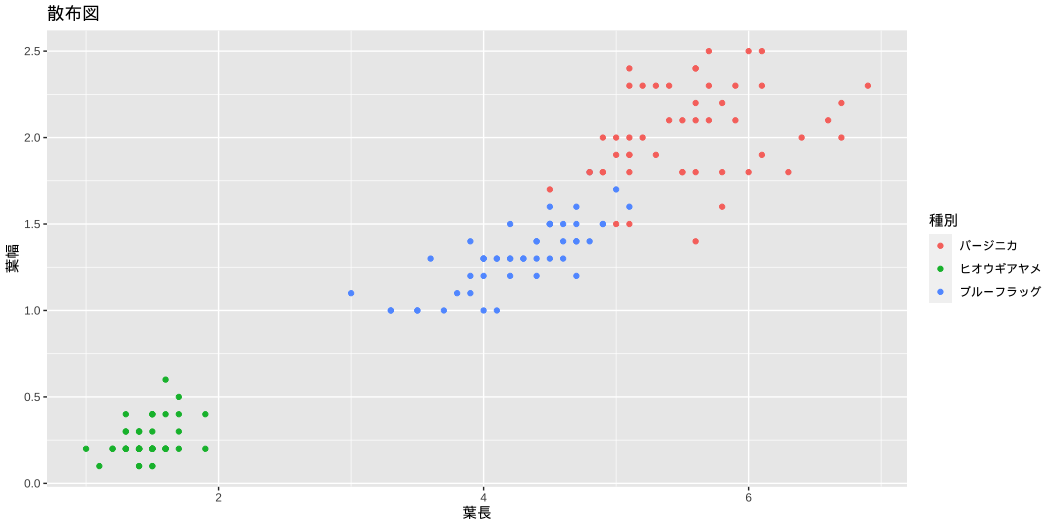 散布図
2.5
2.0
1.5
1.0
0.5
0.0
葉幅
2
4
6
葉長
種別
バージニカ
ヒオウギアヤメ
ブルーフラッグ